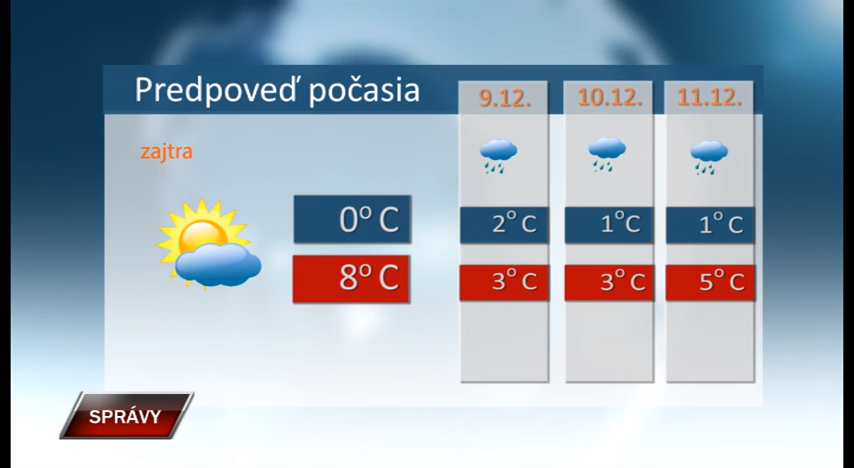 Predpoveď počasia
zajtra
0° C
8° C
9.12.
2° C
3° C
10.12.
1°C
3° C
11.12.
1° C
5° C
SPRÁVY